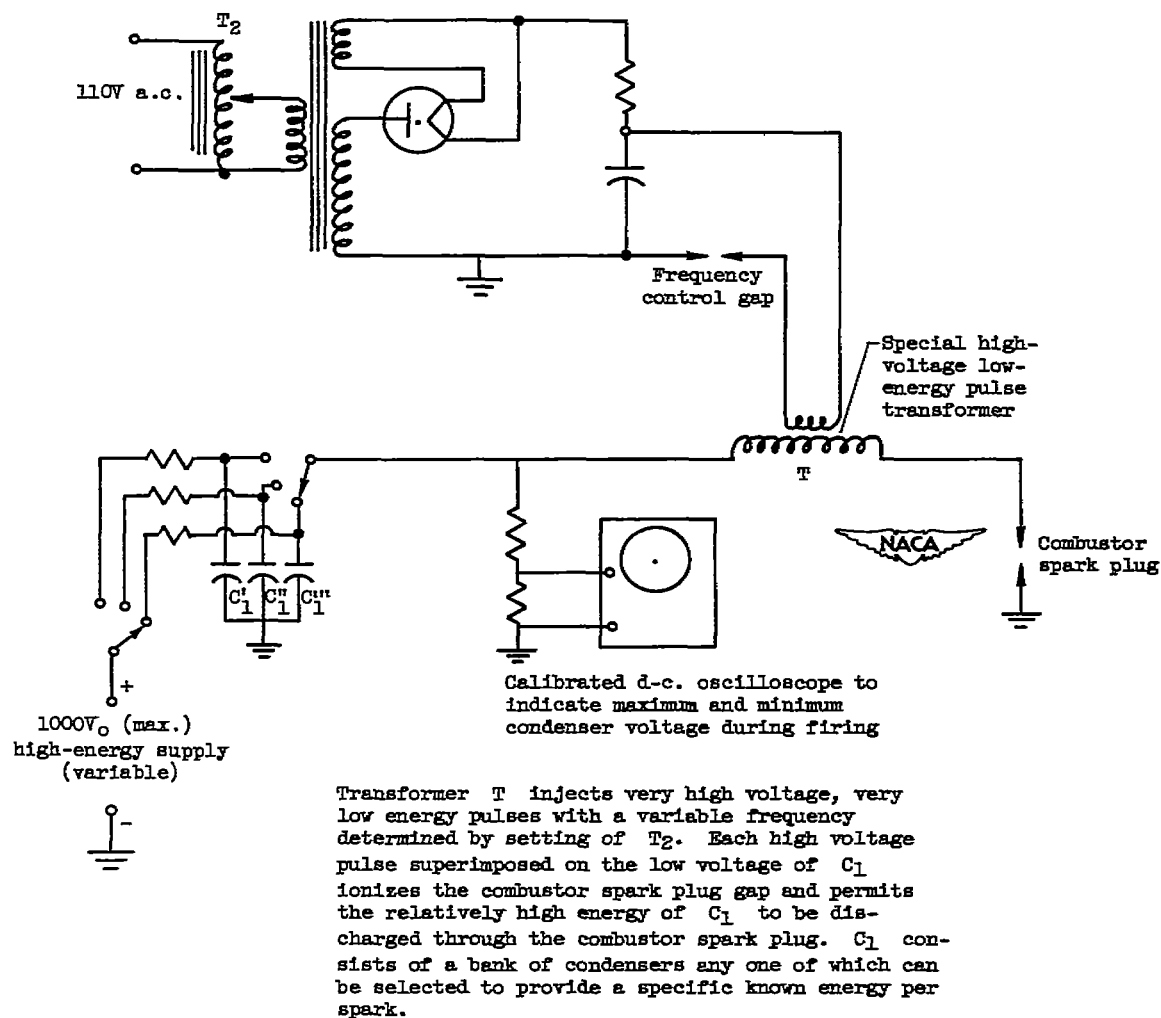 T2
110V a.c.
Frequency
control gap
Special high-
voltage low-
energy pulse
transformer
T
NACA
Combustor
spark plug
C1' C1'' C1'''
+
1000Vo (max.)
high-energy supply
(variable)
-
Calibrated d-c. oscilloscope to
indicate maximum and minimum
condenser voltage during firing
Transformer T injects very high voltage, very
low energy pulses with a variable frequency
determined by setting of T2. Each high voltage
pulse superimposed on the low voltage of C1
ionizes the combustor spark plug gap and permits
the relatively high energy of C1 to be dis-
charged through the combustor spark plug. C1 con-
sists of a bank of condensers any one of which can
be selected to provide a specific known energy per
spark.